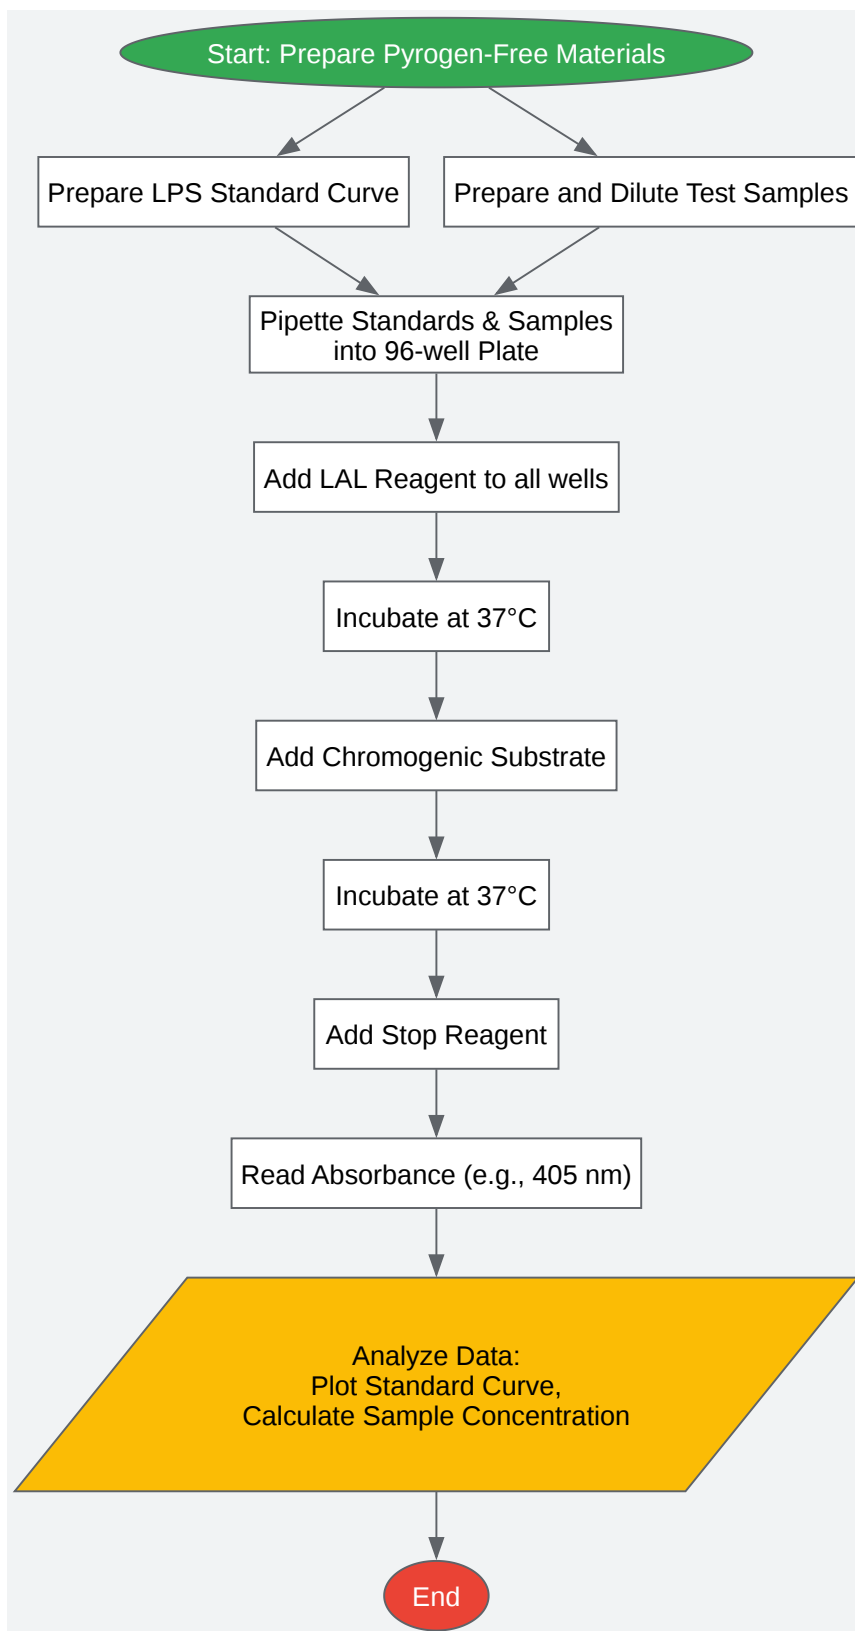 Start: Prepare Pyrogen-Free Materials
Prepare LPS Standard Curve
Prepare and Dilute Test Samples
Pipette Standards & Samples
into 96-well Plate
Add LAL Reagent to all wells
Incubate at 37°C
Add Chromogenic Substrate
Incubate at 37°C
Add Stop Reagent
Read Absorbance (e.g., 405 nm)
Analyze Data:
Plot Standard Curve,
Calculate Sample Concentration
End